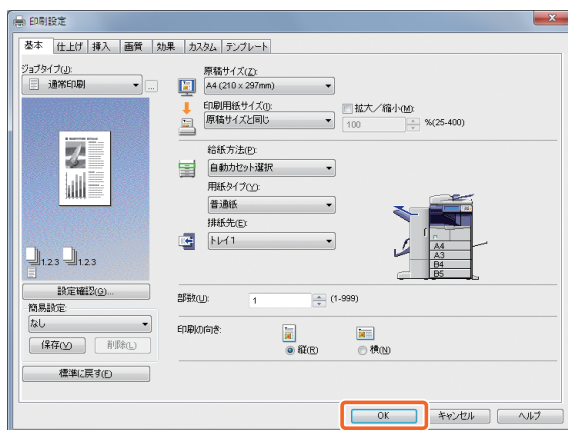 印刷設定
基本 仕上げ 挿入 画質 効果 カスタム テンプレート
ジョブタイプ(J):
通常印刷
...
1.2.3 1.2.3
設定確認(G)...
簡易設定:
なし
保存(V) 削除(L)
標準に戻す(F)
原稿サイズ(Z):
A4 (210 x 297mm)
印刷用紙サイズ(I):
原稿サイズと同じ
拡大/縮小(M):
100 %(25-400)
給紙方法(P):
自動カセット選択
用紙タイプ(Y):
普通紙
排紙先(E):
トレイ1
A4
A3
B4
B5
部数(U): 1 (1-999)
印刷の向き:
縦(R) 横(N)
OK キャンセル ヘルプ